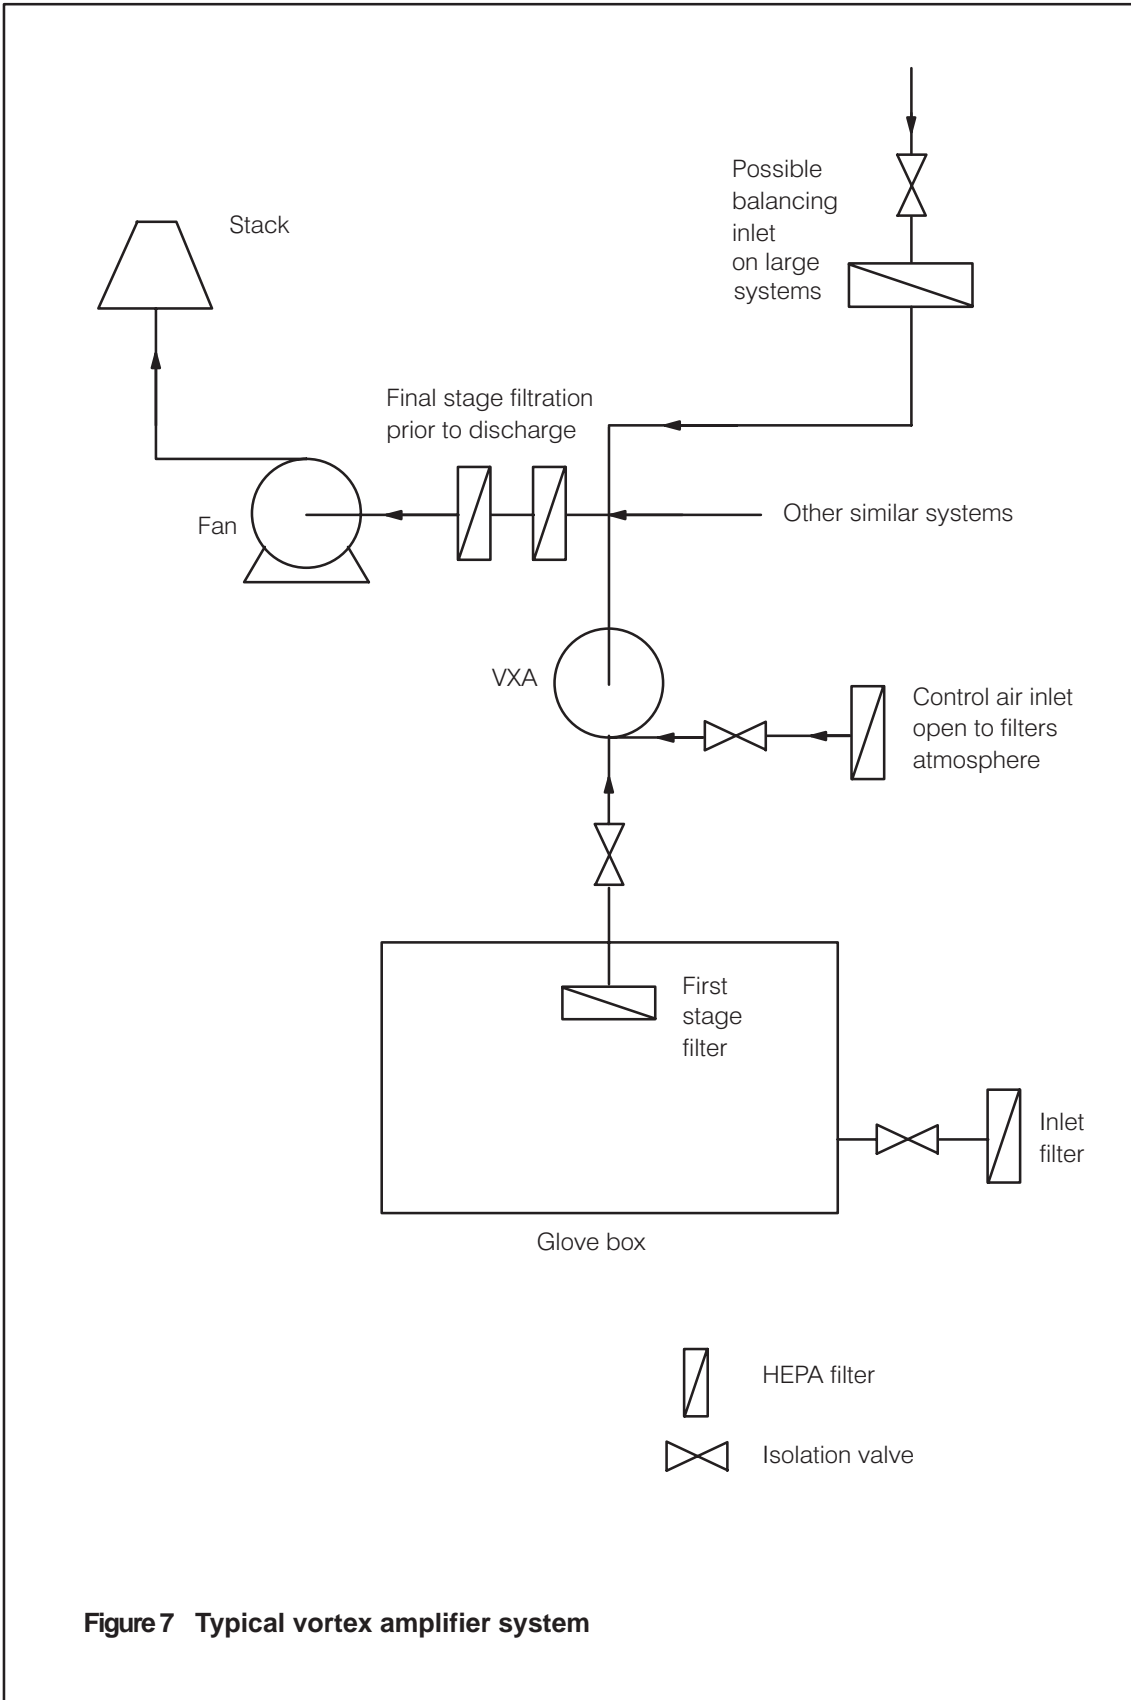 Possible
balancing
inlet
on large
systems
Stack
Final stage filtration
prior to discharge
Fan
Other similar systems
VXA
Control air inlet
open to filters
atmosphere
First
stage
filter
Inlet
filter
Glove box
HEPA filter
Isolation valve
Figure 7 Typical vortex amplifier system